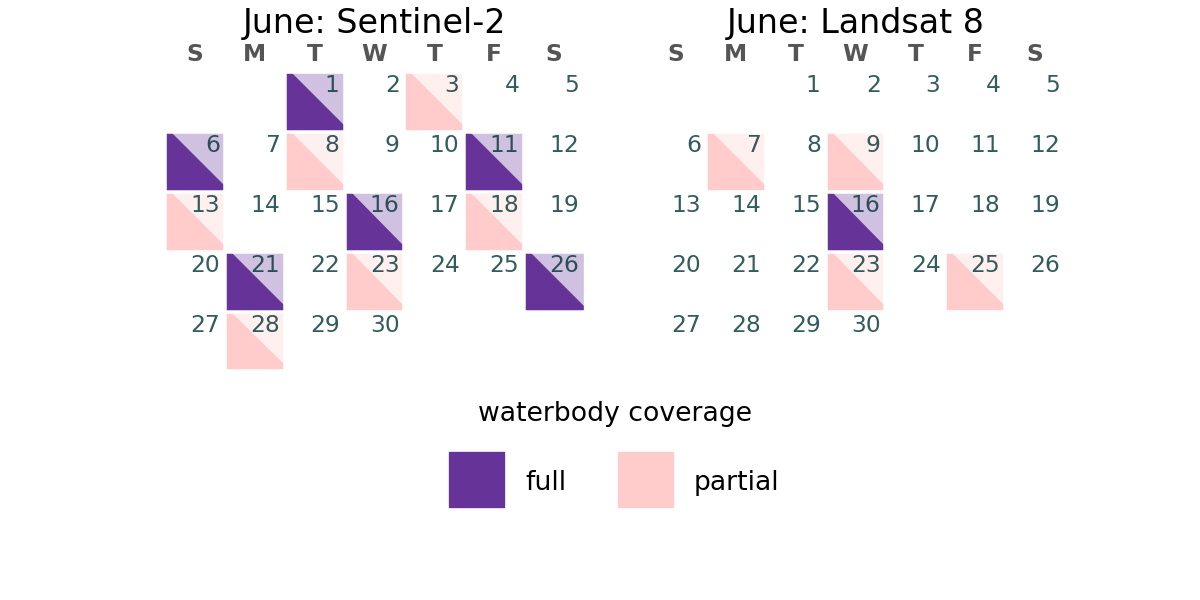 June: Sentinel-2
S M T W T F S
1 2 3 4 5
6 7 8 9 10 11 12
13 14 15 16 17 18 19
20 21 22 23 24 25 26
27 28 29 30
June: Landsat 8
S M T W T F S
1 2 3 4 5
6 7 8 9 10 11 12
13 14 15 16 17 18 19
20 21 22 23 24 25 26
27 28 29 30
waterbody coverage
full partial